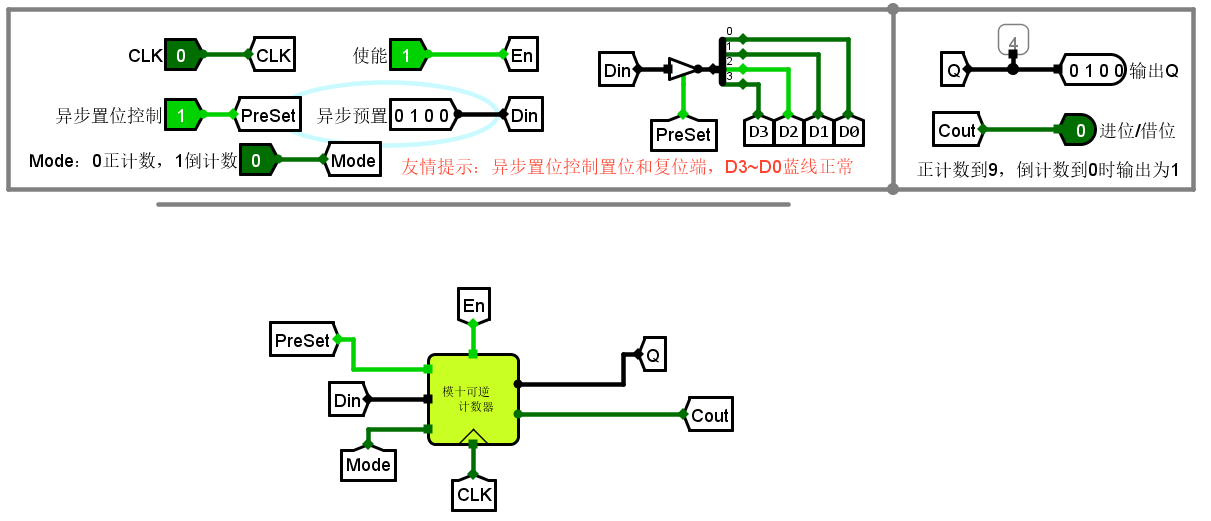 CLK 0 CLK
使能 1 En
异步置位控制 1 PreSet
异步预置 0 1 0 0 Din
Mode：0正计数，1倒计数 0 Mode
友情提示：异步置位控制置位和复位端，D3~D0蓝线正常
Din
0
1
2
3
PreSet
D3 D2 D1 D0
4
Q 0 1 0 0 输出Q
Cout 0 进位/借位
正计数到9，倒计数到0时输出为1
En
PreSet
Q
Din
模十可逆
计数器
Cout
Mode
CLK